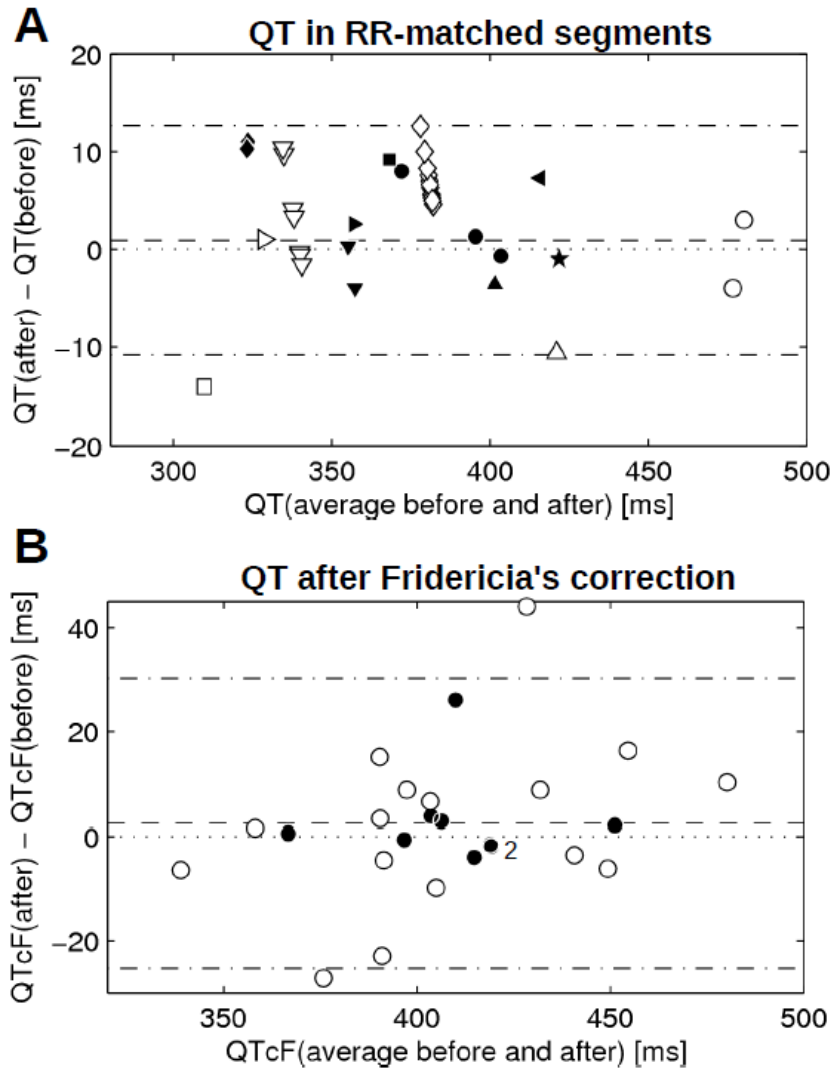 A
QT in RR-matched segments
QT(after) − QT(before) [ms]
20
10
0
−10
−20
300 350 400 450 500
QT(average before and after) [ms]
B
QT after Fridericia's correction
QTcF(after) − QTcF(before) [ms]
40
20
0
−20
2
350 400 450 500
QTcF(average before and after) [ms]